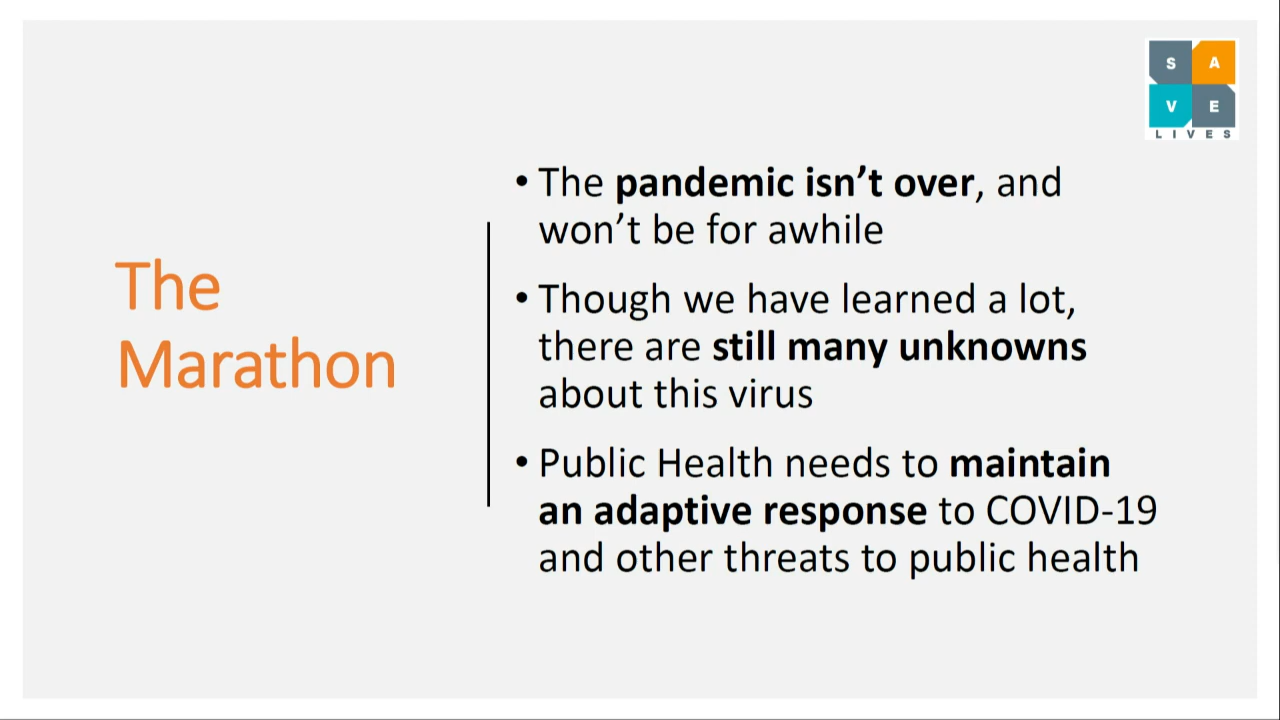 S A
V E
LIVES
The
Marathon
• The pandemic isn’t over, and
won’t be for awhile
• Though we have learned a lot,
there are still many unknowns
about this virus
• Public Health needs to maintain
an adaptive response to COVID-19
and other threats to public health